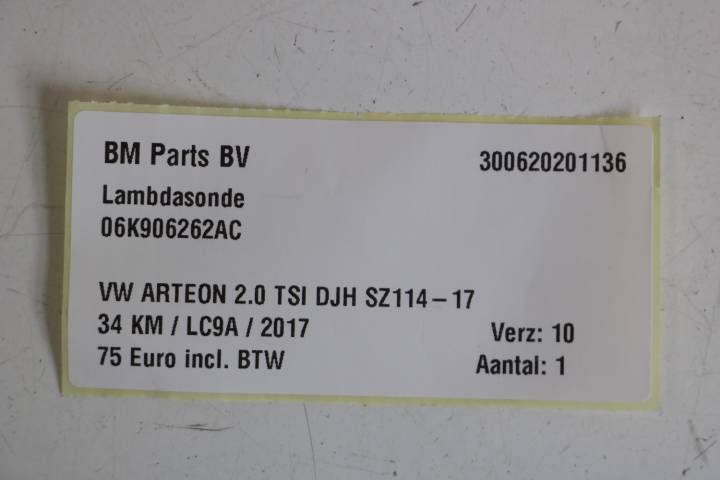 BM Parts BV 300620201136
Lambdasonde
06K906262AC
VW ARTEON 2.0 TSI DJH SZ114-17
34 KM / LC9A / 2017 Verz: 10
75 Euro incl. BTW Aantal: 1